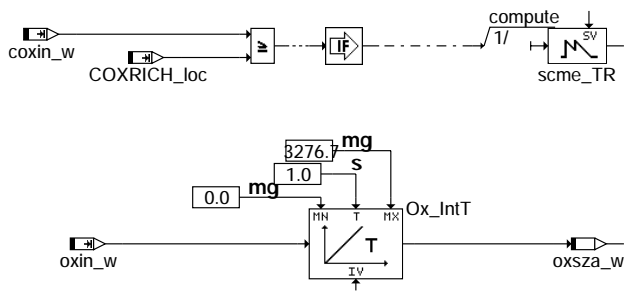 compute
1/
coxin_w
COXRICH_loc
IF
SV
scme_TR
3276.7
mg
1.0
s
0.0
mg
Ox_IntT
MN
T
MX
T
IV
oxin_w
oxsza_w